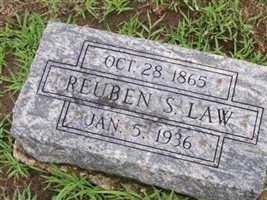 OCT. 28. 1865
REUBEN S. LAW
JAN. 5. 1936.